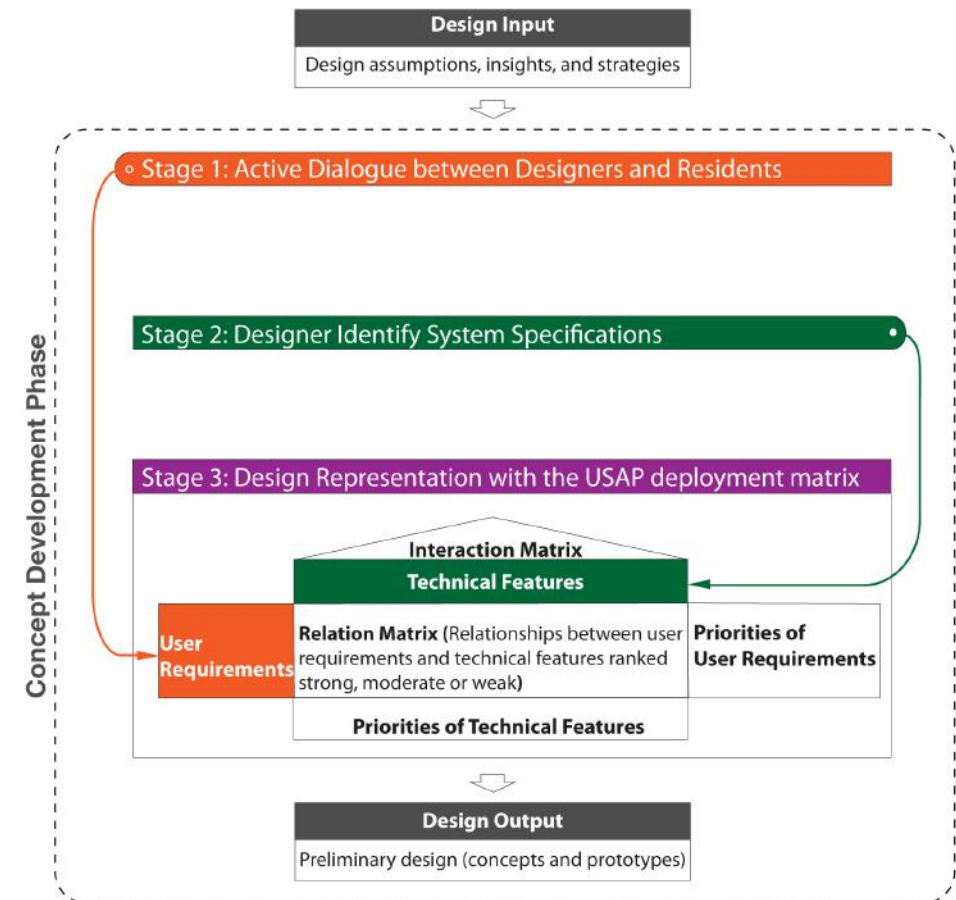 Design Input
Design assumptions, insights, and strategies
Concept Development Phase
Stage 1: Active Dialogue between Designers and Residents
Stage 2: Designer Identify System Specifications
Stage 3: Design Representation with the USAP deployment matrix
Interaction Matrix
Technical Features
User
Requirements
Relation Matrix (Relationships between user
requirements and technical features ranked
strong, moderate or weak)
Priorities of
User Requirements
Priorities of Technical Features
Design Output
Preliminary design (concepts and prototypes)